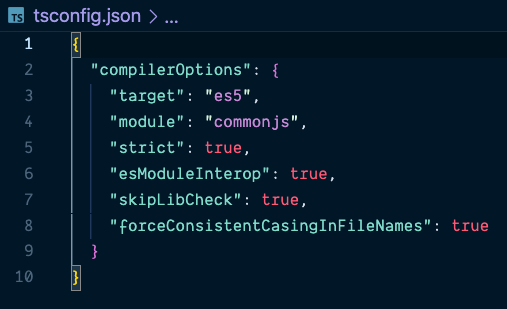 TS tsconfig.json > ...
1 {
2 "compilerOptions": {
3 "target": "es5",
4 "module": "commonjs",
5 "strict": true,
6 "esModuleInterop": true,
7 "skipLibCheck": true,
8 "forceConsistentCasingInFileNames": true
9 }
10 }